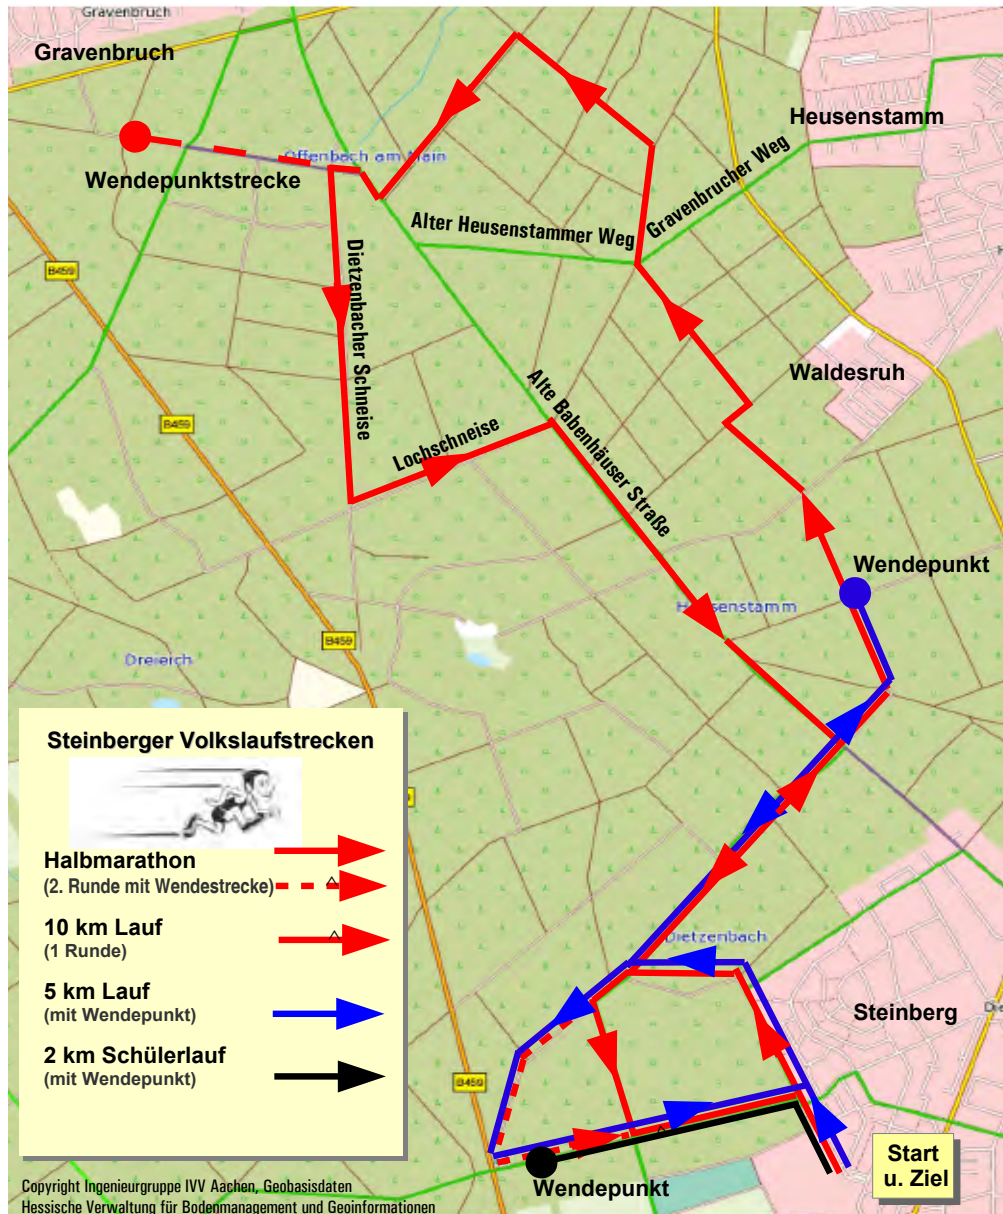 Gravenbruch
Gravenbruch
Heusenstamm
Offenbach am Main
Wendepunktstrecke
Gravenbrucher Weg
Alter Heusenstammer Weg
B459
Dietzenbacher Schneise
Waldesruh
Alte Babenhäuser Straße
B459
Lochschneise
Wendepunkt
Heusenstamm
B459
Dreieich
Steinberger Volkslaufstrecken
Halbmarathon
(2. Runde mit Wendestrecke)
10 km Lauf
(1 Runde)
5 km Lauf
(mit Wendepunkt)
2 km Schülerlauf
(mit Wendepunkt)
Dietzenbach
Steinberg
B459
Start
u. Ziel
Wendepunkt
Copyright Ingenieurgruppe IVV Aachen, Geobasisdaten
Hessische Verwaltung für Bodenmanagement und Geoinformationen